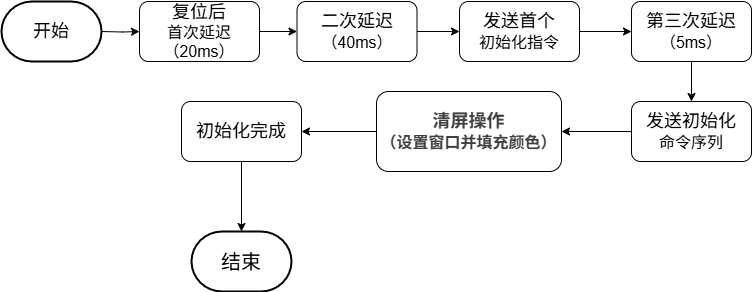 开始
复位后
首次延迟
（20ms）
二次延迟
（40ms）
发送首个
初始化指令
第三次延迟
（5ms）
发送初始化
命令序列
清屏操作
（设置窗口并填充颜色）
初始化完成
结束